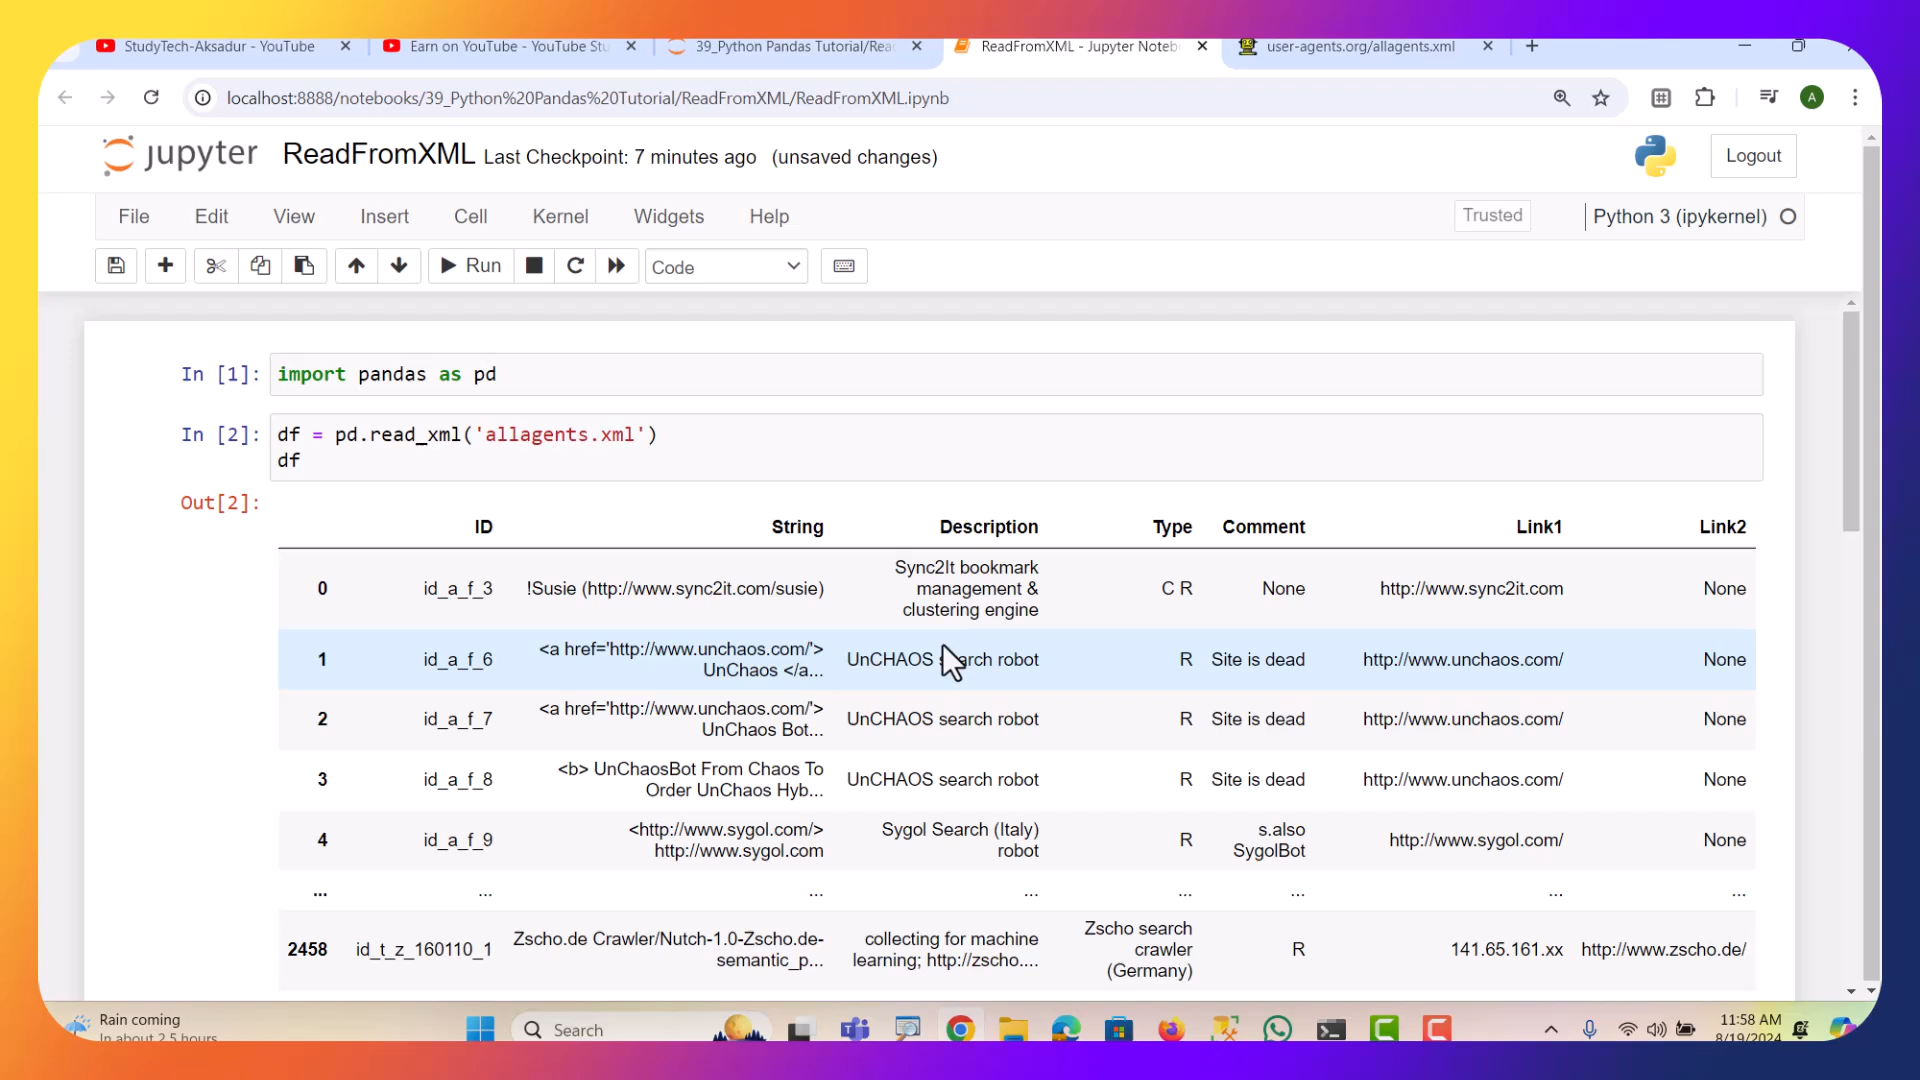 StudyTech-Aksadur - YouTube
Earn on YouTube - YouTube Stu
39_Python Pandas Tutorial/Rea
ReadFromXML - Jupyter Noteb
user-agents.org/allagents.xml
localhost:8888/notebooks/39_Python%20Pandas%20Tutorial/ReadFromXML/ReadFromXML.ipynb
A
jupyter ReadFromXML Last Checkpoint: 7 minutes ago (unsaved changes)
Logout
File Edit View Insert Cell Kernel Widgets Help
Trusted
Python 3 (ipykernel)
Run
Code
In [1]: import pandas as pd
In [2]: df = pd.read_xml('allagents.xml')
df
Out[2]:
ID String Description Type Comment Link1 Link2
0 id_a_f_3 !Susie (http://www.sync2it.com/susie) Sync2It bookmark management & clustering engine C R None http://www.sync2it.com None
1 id_a_f_6 <a href='http://www.unchaos.com/'> UnChaos </a... UnCHAOS search robot R Site is dead http://www.unchaos.com/ None
2 id_a_f_7 <a href='http://www.unchaos.com/'> UnChaos Bot... UnCHAOS search robot R Site is dead http://www.unchaos.com/ None
3 id_a_f_8 <b> UnChaosBot From Chaos To Order UnChaos Hyb... UnCHAOS search robot R Site is dead http://www.unchaos.com/ None
4 id_a_f_9 <http://www.sygol.com/> http://www.sygol.com Sygol Search (Italy) robot R s.also SygolBot http://www.sygol.com/ None
... ... ... ... ... ... ... ...
2458 id_t_z_160110_1 Zscho.de Crawler/Nutch-1.0-Zscho.de-semantic_p... collecting for machine learning; http://zscho.... Zscho search crawler (Germany) R 141.65.161.xx http://www.zscho.de/
Rain coming
In about 2.5 hours
Search
11:58 AM
8/19/2024